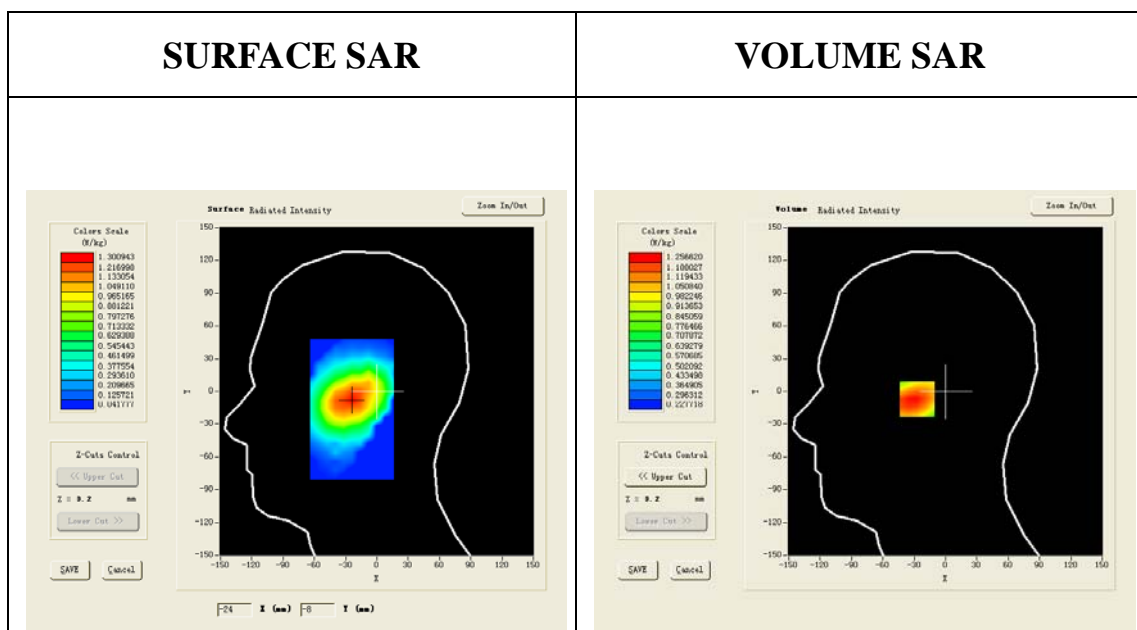 SURFACE SAR
VOLUME SAR
Surface Radiated Intensity
Zoom In/Out
Colors Scale
(W/kg)
1.300943
1.216998
1.133054
1.049110
0.965165
0.881221
0.797276
0.713332
0.629388
0.545443
0.461499
0.377554
0.293610
0.209665
0.125721
0.041777
150
120
90
60
30
0
-30
-60
-90
-120
-150
-150 -120 -90 -60 -30 0 30 60 90 120 150
Y
X
Z-Cuts Control
<< Upper Cut
Z = 0.2 mm
Lower Cut >>
SAVE Cancel
-24 X (mm) -8 Y (mm)
Volume Radiated Intensity
Zoom In/Out
Colors Scale
(W/kg)
1.256620
1.188027
1.119433
1.050840
0.982246
0.913653
0.845059
0.776466
0.707872
0.639279
0.570685
0.502092
0.433498
0.364905
0.296312
0.227718
150
120
90
60
30
0
-30
-60
-90
-120
-150
-150 -120 -90 -60 -30 0 30 60 90 120 150
Y
X
Z-Cuts Control
<< Upper Cut
Z = 0.2 mm
Lower Cut >>
SAVE Cancel